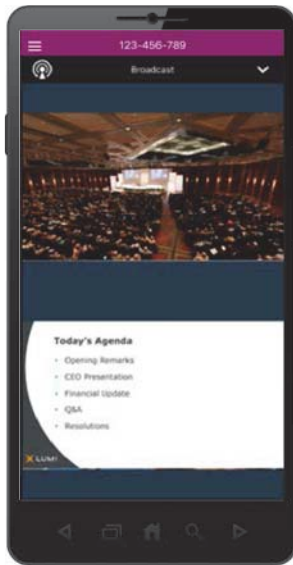 123-456-789
Broadcast
Today's Agenda
• Opening Remarks
• CEO Presentation
• Financial Update
• Q&A
• Resolutions
LUMI